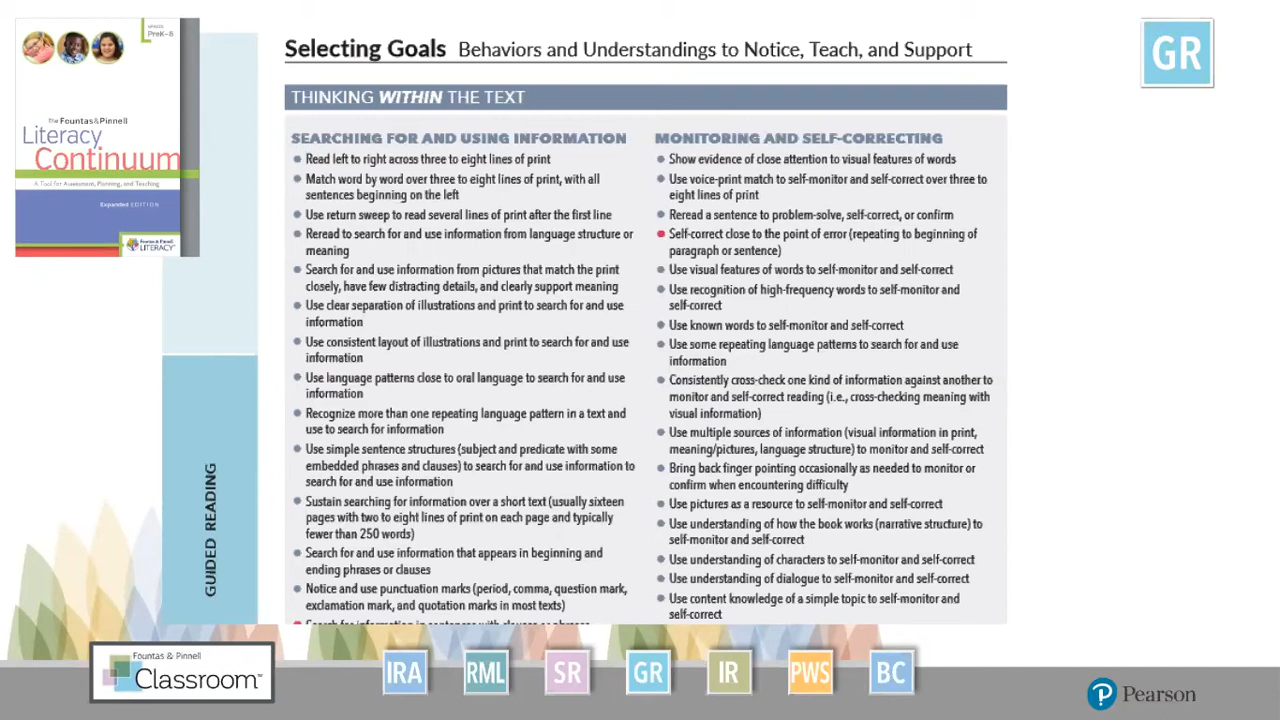 UPDATED
PreK–8
the Fountas&Pinnell
Literacy
Continuum
A Tool for Assessment, Planning, and Teaching
Expanded EDITION
Fountas&Pinnell
LITERACY
Selecting Goals Behaviors and Understandings to Notice, Teach, and Support
GR
THINKING WITHIN THE TEXT
SEARCHING FOR AND USING INFORMATION
• Read left to right across three to eight lines of print
• Match word by word over three to eight lines of print, with all
sentences beginning on the left
• Use return sweep to read several lines of print after the first line
• Reread to search for and use information from language structure or
meaning
• Search for and use information from pictures that match the print
closely, have few distracting details, and clearly support meaning
• Use clear separation of illustrations and print to search for and use
information
• Use consistent layout of illustrations and print to search for and use
information
• Use language patterns close to oral language to search for and use
information
• Recognize more than one repeating language pattern in a text and
use to search for information
• Use simple sentence structures (subject and predicate with some
embedded phrases and clauses) to search for and use information to
search for and use information
• Sustain searching for information over a short text (usually sixteen
pages with two to eight lines of print on each page and typically
fewer than 250 words)
• Search for and use information that appears in beginning and
ending phrases or clauses
• Notice and use punctuation marks (period, comma, question mark,
exclamation mark, and quotation marks in most texts)
• Search for information in sentences with clauses or phrases
MONITORING AND SELF-CORRECTING
• Show evidence of close attention to visual features of words
• Use voice-print match to self-monitor and self-correct over three to
eight lines of print
• Reread a sentence to problem-solve, self-correct, or confirm
• Self-correct close to the point of error (repeating to beginning of
paragraph or sentence)
• Use visual features of words to self-monitor and self-correct
• Use recognition of high-frequency words to self-monitor and
self-correct
• Use known words to self-monitor and self-correct
• Use some repeating language patterns to search for and use
information
• Consistently cross-check one kind of information against another to
monitor and self-correct reading (i.e., cross-checking meaning with
visual information)
• Use multiple sources of information (visual information in print,
meaning/pictures, language structure) to monitor and self-correct
• Bring back finger pointing occasionally as needed to monitor or
confirm when encountering difficulty
• Use pictures as a resource to self-monitor and self-correct
• Use understanding of how the book works (narrative structure) to
self-monitor and self-correct
• Use understanding of characters to self-monitor and self-correct
• Use understanding of dialogue to self-monitor and self-correct
• Use content knowledge of a simple topic to self-monitor and
self-correct
GUIDED READING
Fountas & Pinnell
Classroom™
IRA
RML
SR
GR
IR
PWS
BC
Pearson